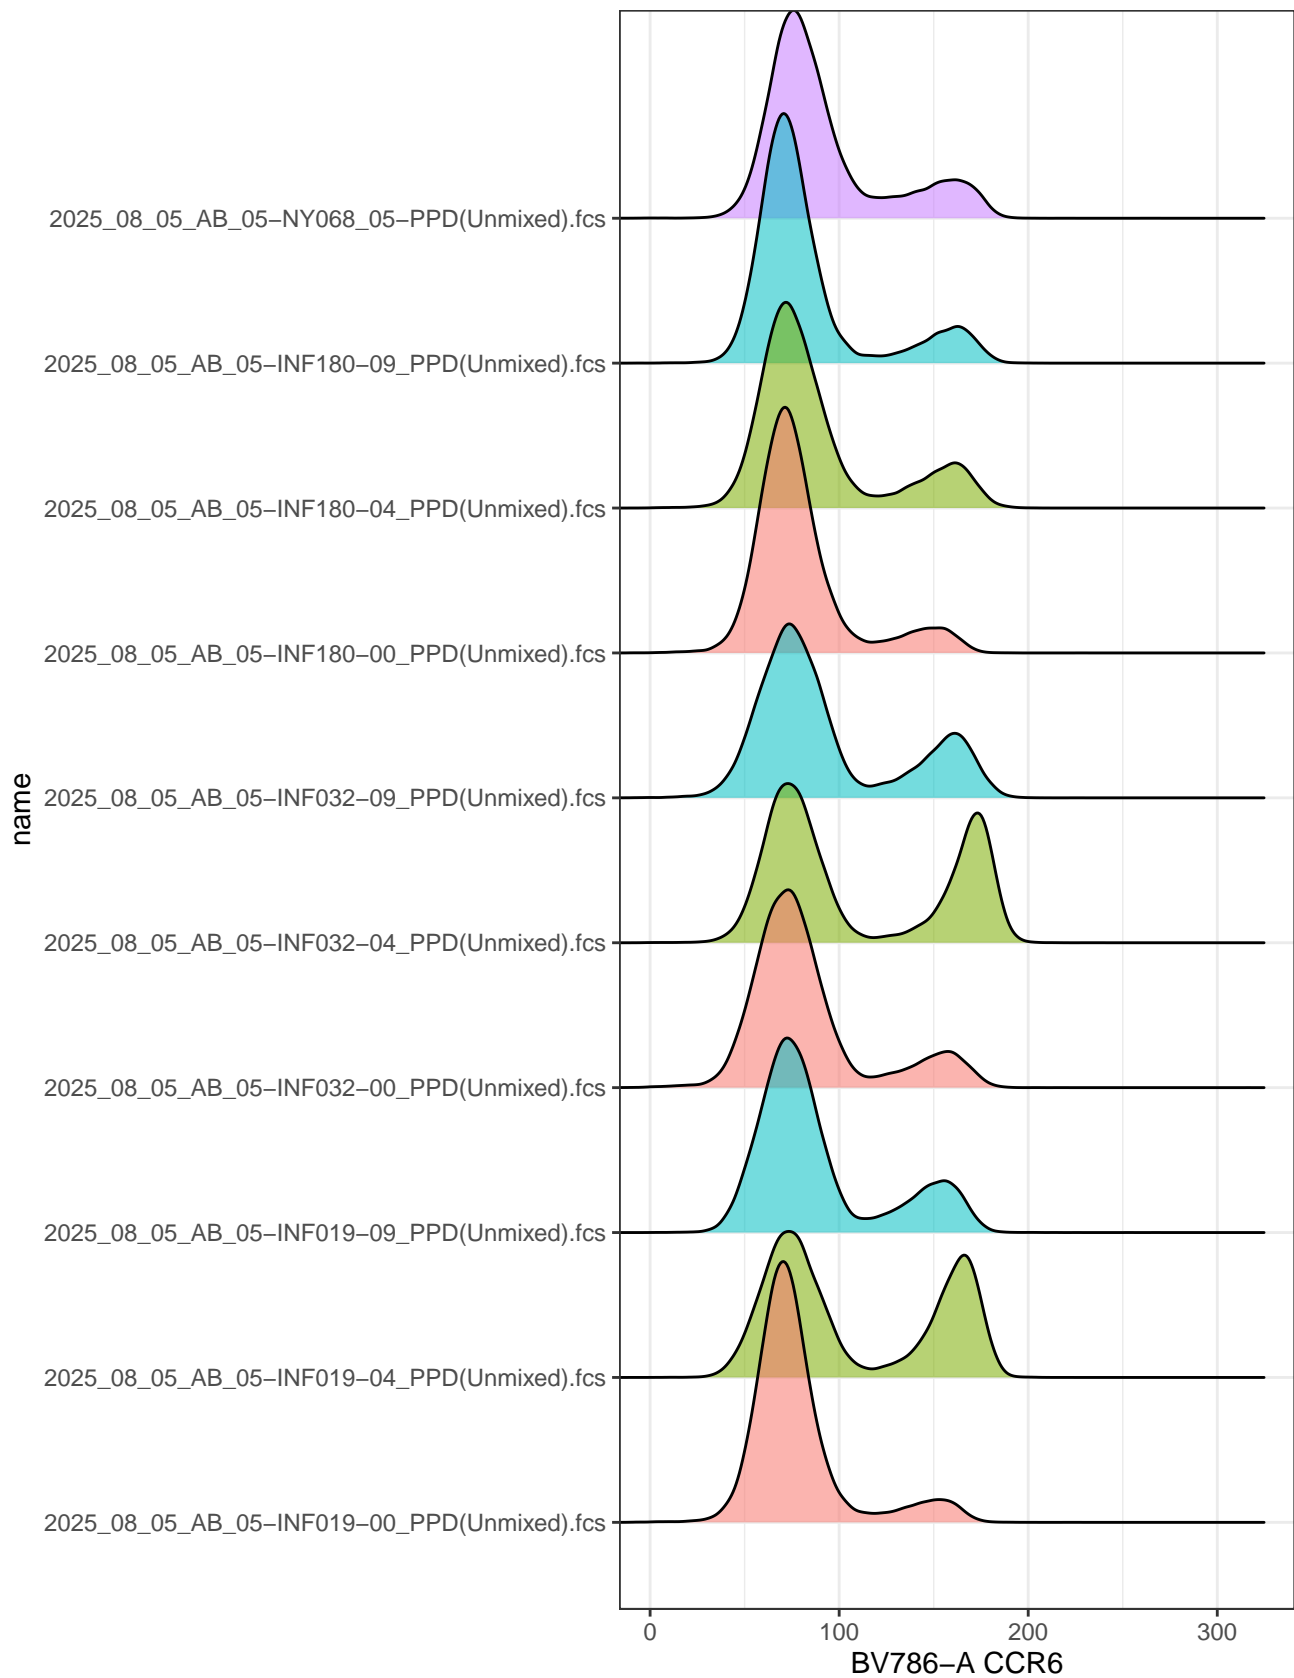 2025_08_05_AB_05−NY068_05−PPD(Unmixed).fcs
2025_08_05_AB_05−INF180−09_PPD(Unmixed).fcs
2025_08_05_AB_05−INF180−04_PPD(Unmixed).fcs
2025_08_05_AB_05−INF180−00_PPD(Unmixed).fcs
2025_08_05_AB_05−INF032−09_PPD(Unmixed).fcs
name
2025_08_05_AB_05−INF032−04_PPD(Unmixed).fcs
2025_08_05_AB_05−INF032−00_PPD(Unmixed).fcs
2025_08_05_AB_05−INF019−09_PPD(Unmixed).fcs
2025_08_05_AB_05−INF019−04_PPD(Unmixed).fcs
2025_08_05_AB_05−INF019−00_PPD(Unmixed).fcs
0 100 200 300
BV786−A CCR6